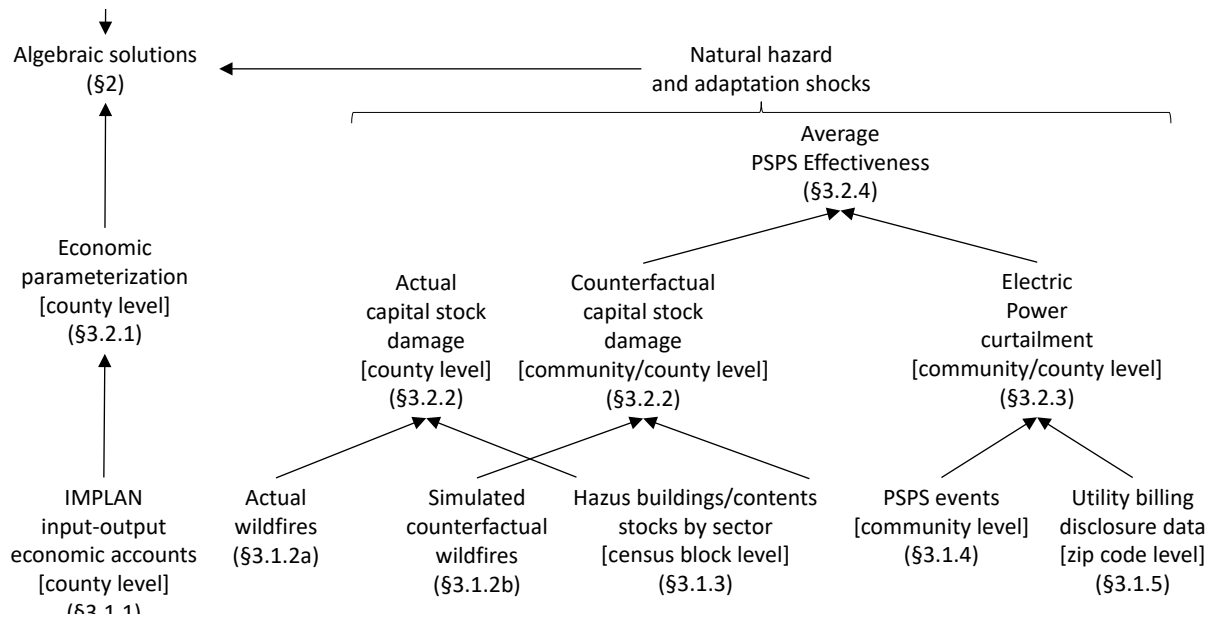 Algebraic solutions
(§2)
Natural hazard
and adaptation shocks
Average
PSPS Effectiveness
(§3.2.4)
Economic
parameterization
[county level]
(§3.2.1)
Actual
capital stock
damage
[county level]
(§3.2.2)
Counterfactual
capital stock
damage
[community/county level]
(§3.2.2)
Electric
Power
curtailment
[community/county level]
(§3.2.3)
IMPLAN
input-output
economic accounts
[county level]
(§3.1.1)
Actual
wildfires
(§3.1.2a)
Simulated
counterfactual
wildfires
(§3.1.2b)
Hazus buildings/contents
stocks by sector
[census block level]
(§3.1.3)
PSPS events
[community level]
(§3.1.4)
Utility billing
disclosure data
[zip code level]
(§3.1.5)